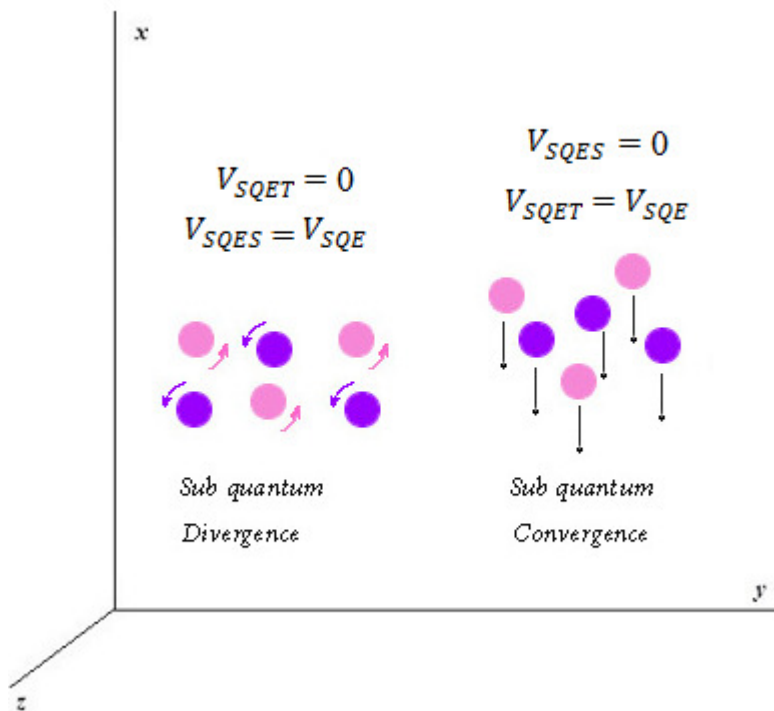 x
V_SQES = 0
V_SQET = 0
V_SQET = V_SQE
V_SQES = V_SQE
Sub quantum
Divergence
Sub quantum
Convergence
y
z